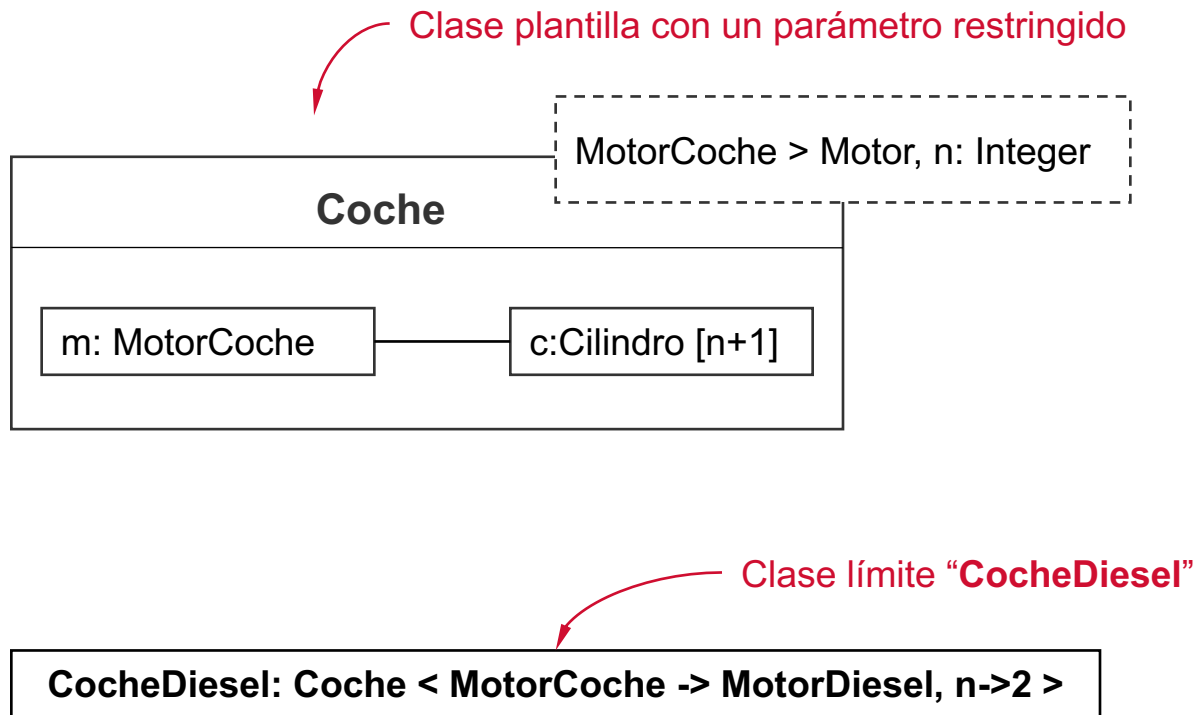 Clase plantilla con un parámetro restringido
MotorCoche > Motor, n: Integer
Coche
m: MotorCoche
c:Cilindro [n+1]
Clase límite “CocheDiesel”
CocheDiesel: Coche < MotorCoche -> MotorDiesel, n->2 >